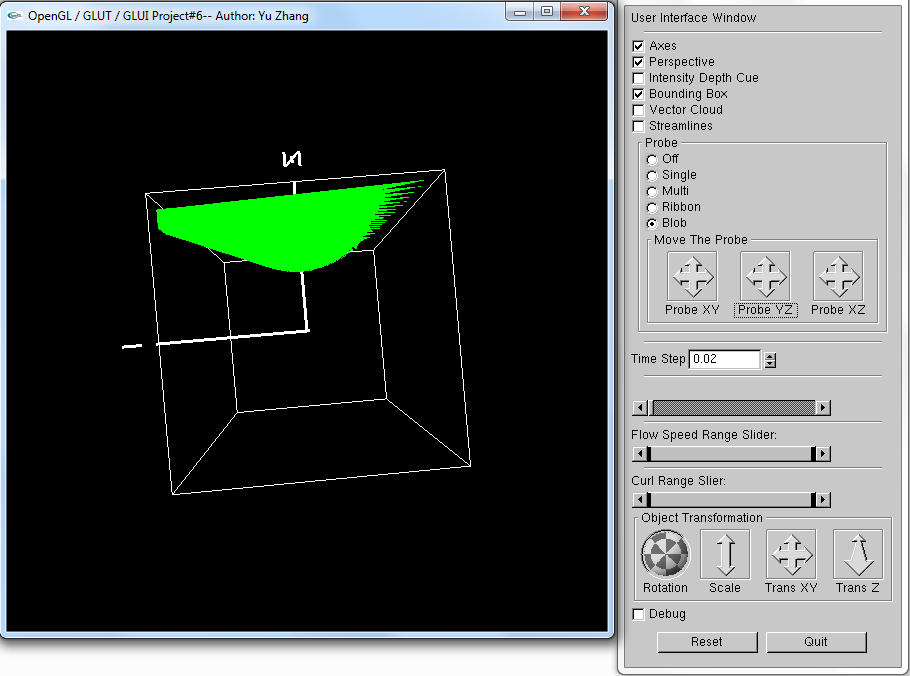 OpenGL / GLUT / GLUI Project#6-- Author: Yu Zhang
User Interface Window
Axes
Perspective
Intensity Depth Cue
Bounding Box
Vector Cloud
Streamlines
Probe
Off
Single
Multi
Ribbon
Blob
Move The Probe
Probe XY Probe YZ Probe XZ
Time Step 0.02
Flow Speed Range Slider:
Curl Range Slier:
Object Transformation
Rotation Scale Trans XY Trans Z
Debug
Reset Quit